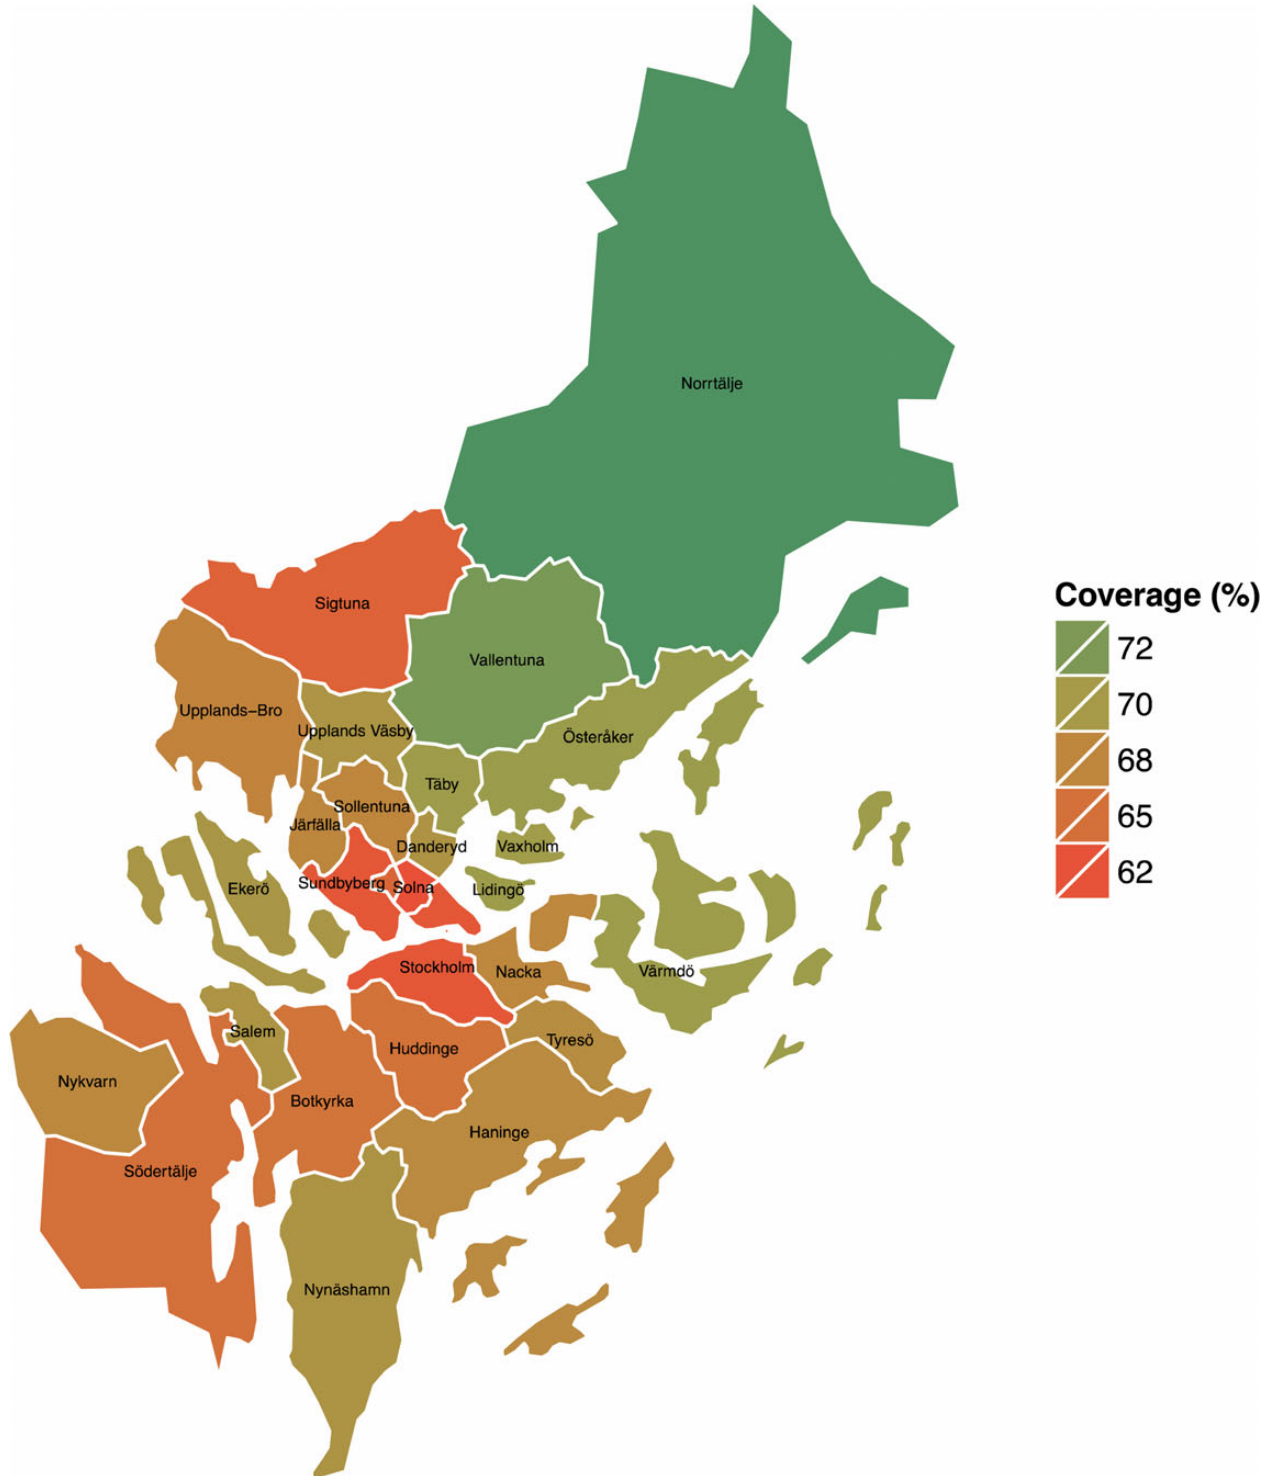 Norrtälje
Coverage (%)
72
70
68
65
62
Sigtuna
Vallentuna
Upplands–Bro
Upplands Väsby
Österåker
Täby
Sollentuna
Järfälla
Danderyd
Vaxholm
Sundbyberg
Solna
Lidingö
Ekerö
Stockholm
Nacka
Värmdö
Salem
Tyresö
Huddinge
Nykvarn
Botkyrka
Haninge
Södertälje
Nynäshamn